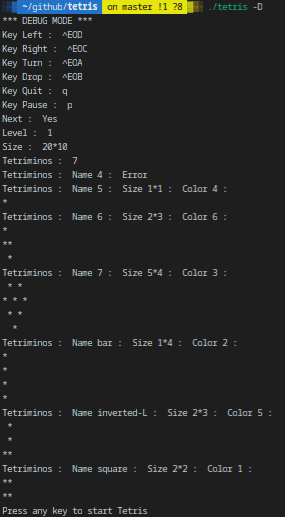 ~/github/tetris on master !1 ?8 ./tetris -D
*** DEBUG MODE ***
Key Left :  ^EOD
Key Right :  ^EOC
Key Turn :  ^EOA
Key Drop :  ^EOB
Key Quit :  q
Key Pause :  p
Next :  Yes
Level :  1
Size :  20*10
Tetriminos :  7
Tetriminos :  Name 4 :  Error
Tetriminos :  Name 5 :  Size 1*1 :  Color 4 :
*
Tetriminos :  Name 6 :  Size 2*3 :  Color 6 :
*
**
 *
Tetriminos :  Name 7 :  Size 5*4 :  Color 3 :
 * *
* * *
 * *
  *
Tetriminos :  Name bar :  Size 1*4 :  Color 2 :
*
*
*
*
Tetriminos :  Name inverted-L :  Size 2*3 :  Color 5 :
 *
 *
**
Tetriminos :  Name square :  Size 2*2 :  Color 1 :
**
**
Press any key to start Tetris